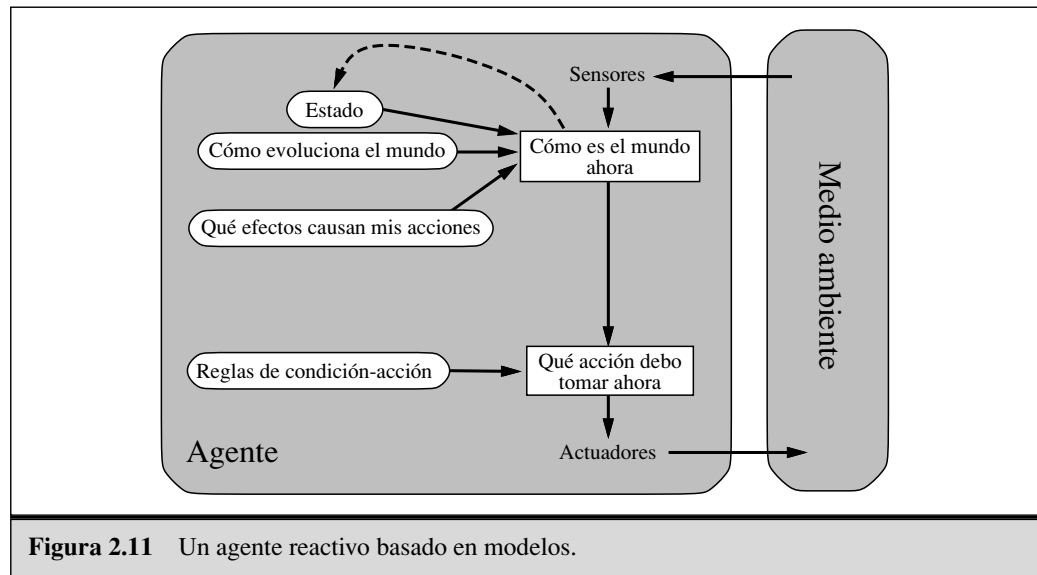 Sensores
Estado
Cómo evoluciona el mundo
Cómo es el mundo
ahora
Qué efectos causan mis acciones
Reglas de condición-acción
Qué acción debo
tomar ahora
Agente
Actuadores
Medio ambiente
Figura 2.11 Un agente reactivo basado en modelos.